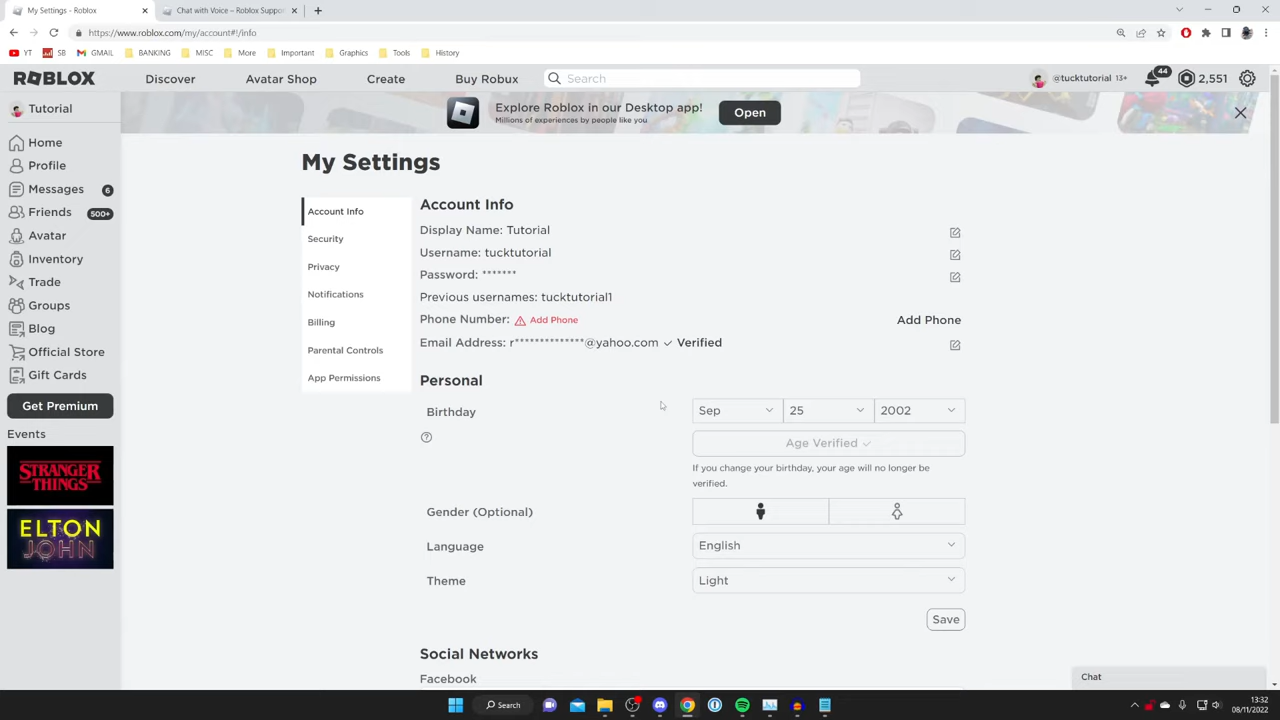 My Settings - Roblox
Chat with Voice – Roblox Suppor
https://www.roblox.com/my/account#!/info
YT
SB
GMAIL
BANKING
MISC
More
Important
Graphics
Tools
History
ROBLOX
Discover
Avatar Shop
Create
Buy Robux
Search
@tucktutorial 13+
44
2,551
Tutorial
Explore Roblox in our Desktop app!
Millions of experiences by people like you
Open
Home
Profile
Messages 6
Friends 500+
Avatar
Inventory
Trade
Groups
Blog
Official Store
Gift Cards
Get Premium
Events
STRANGER THINGS
ELTON JOHN
My Settings
Account Info
Security
Privacy
Notifications
Billing
Parental Controls
App Permissions
Account Info
Display Name: Tutorial
Username: tucktutorial
Password: *******
Previous usernames: tucktutorial1
Phone Number: Add Phone
Add Phone
Email Address: r**************@yahoo.com ✓ Verified
Personal
Birthday
Sep 25 2002
Age Verified ✓
If you change your birthday, your age will no longer be
verified.
Gender (Optional)
Language
English
Theme
Light
Save
Social Networks
Facebook
Chat
Search
13:32
08/11/2022